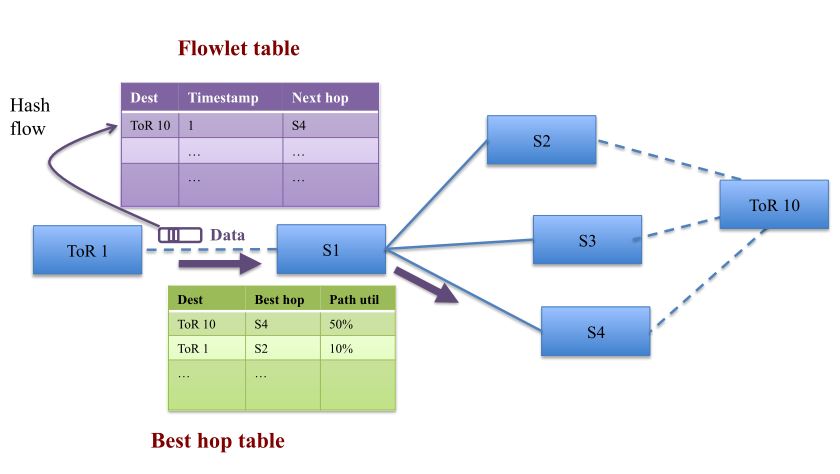 Flowlet table
Hash
flow
Dest Timestamp Next hop
ToR 10 1 S4
… …
… …
S2
ToR 10
Data
ToR 1
S1
S3
Dest Best hop Path util
ToR 10 S4 50%
ToR 1 S2 10%
… …
S4
Best hop table